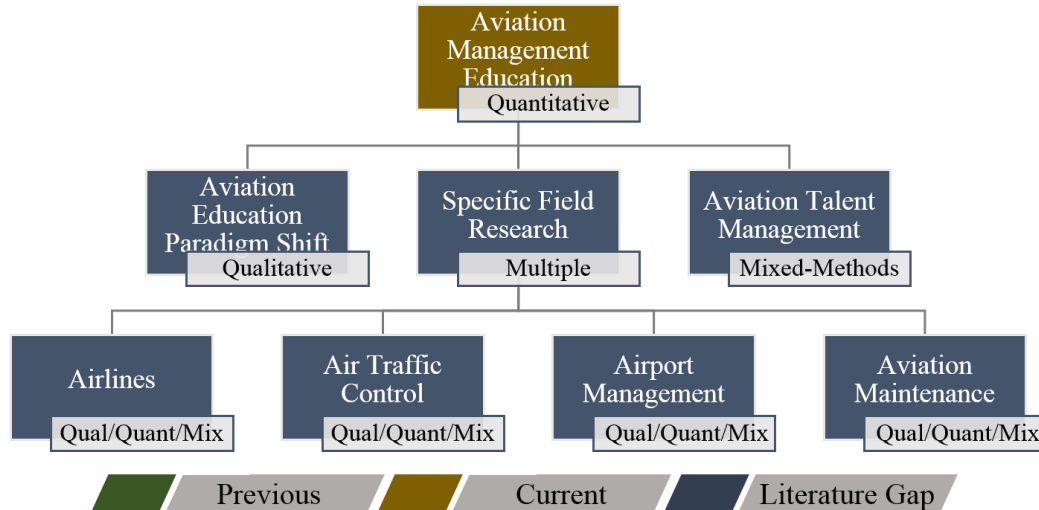 Aviation
Management
Education
Quantitative
Aviation
Education
Paradigm Shift
Qualitative
Specific Field
Research
Multiple
Aviation Talent
Management
Mixed-Methods
Airlines
Qual/Quant/Mix
Air Traffic
Control
Qual/Quant/Mix
Airport
Management
Qual/Quant/Mix
Aviation
Maintenance
Qual/Quant/Mix
Previous
Current
Literature Gap